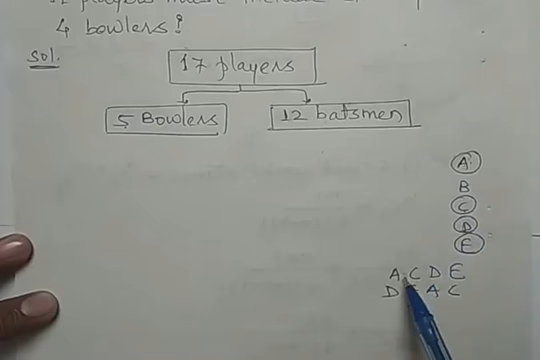 4 bowlers?
Sol.
17 players
5 Bowlers 12 batsmen
A
B
C
D
E
A C D E
D E A C